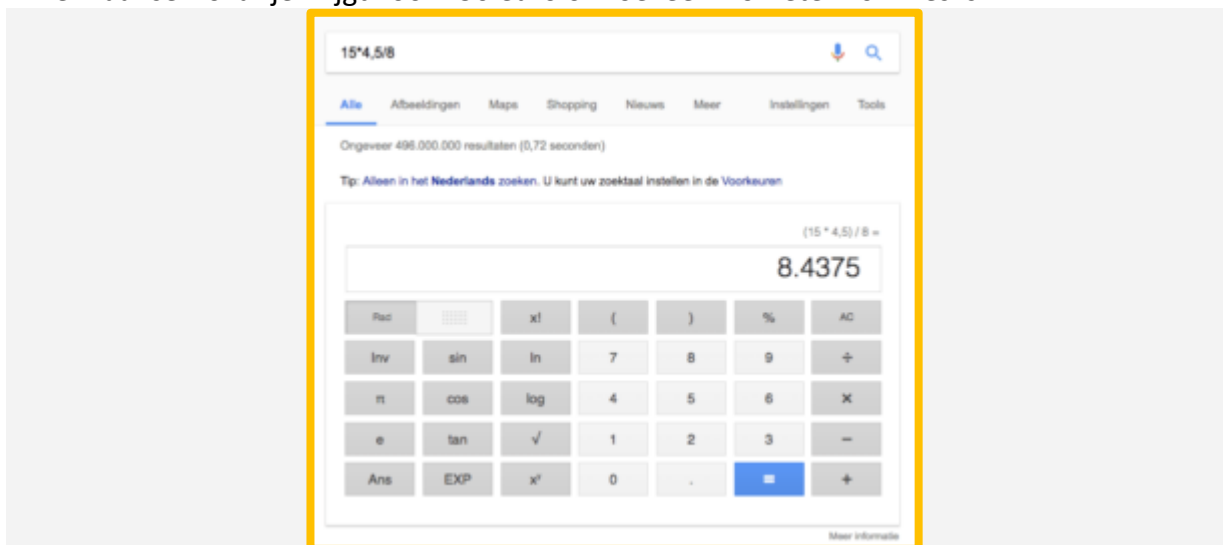 15*4,5/8
Alle Afbeeldingen Maps Shopping Nieuws Meer Instellingen Tools
Ongeveer 496.000.000 resultaten (0,72 seconden)
Tip: Alleen in het Nederlands zoeken. U kunt uw zoektaal instellen in de Voorkeuren
(15 * 4,5) / 8 =
8.4375
Rad x! ( ) % AC
Inv sin ln 7 8 9 ÷
π cos log 4 5 6 ×
e tan √ 1 2 3 −
Ans EXP xʸ 0 . = +
Meer informatie